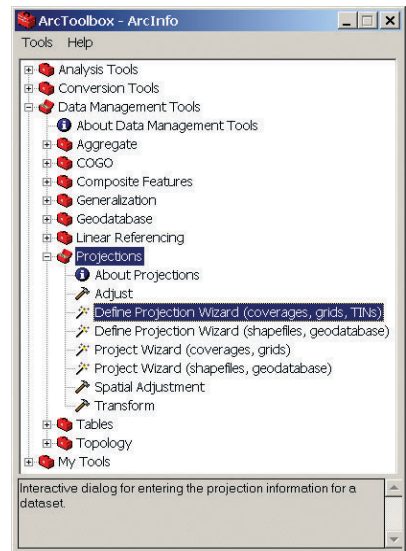 ArcToolbox - ArcInfo
Tools Help
Analysis Tools
Conversion Tools
Data Management Tools
About Data Management Tools
Aggregate
COGO
Composite Features
Generalization
Geodatabase
Linear Referencing
Projections
About Projections
Adjust
Define Projection Wizard (coverages, grids, TINs)
Define Projection Wizard (shapefiles, geodatabase)
Project Wizard (coverages, grids)
Project Wizard (shapefiles, geodatabase)
Spatial Adjustment
Transform
Tables
Topology
My Tools
Interactive dialog for entering the projection information for a
dataset.